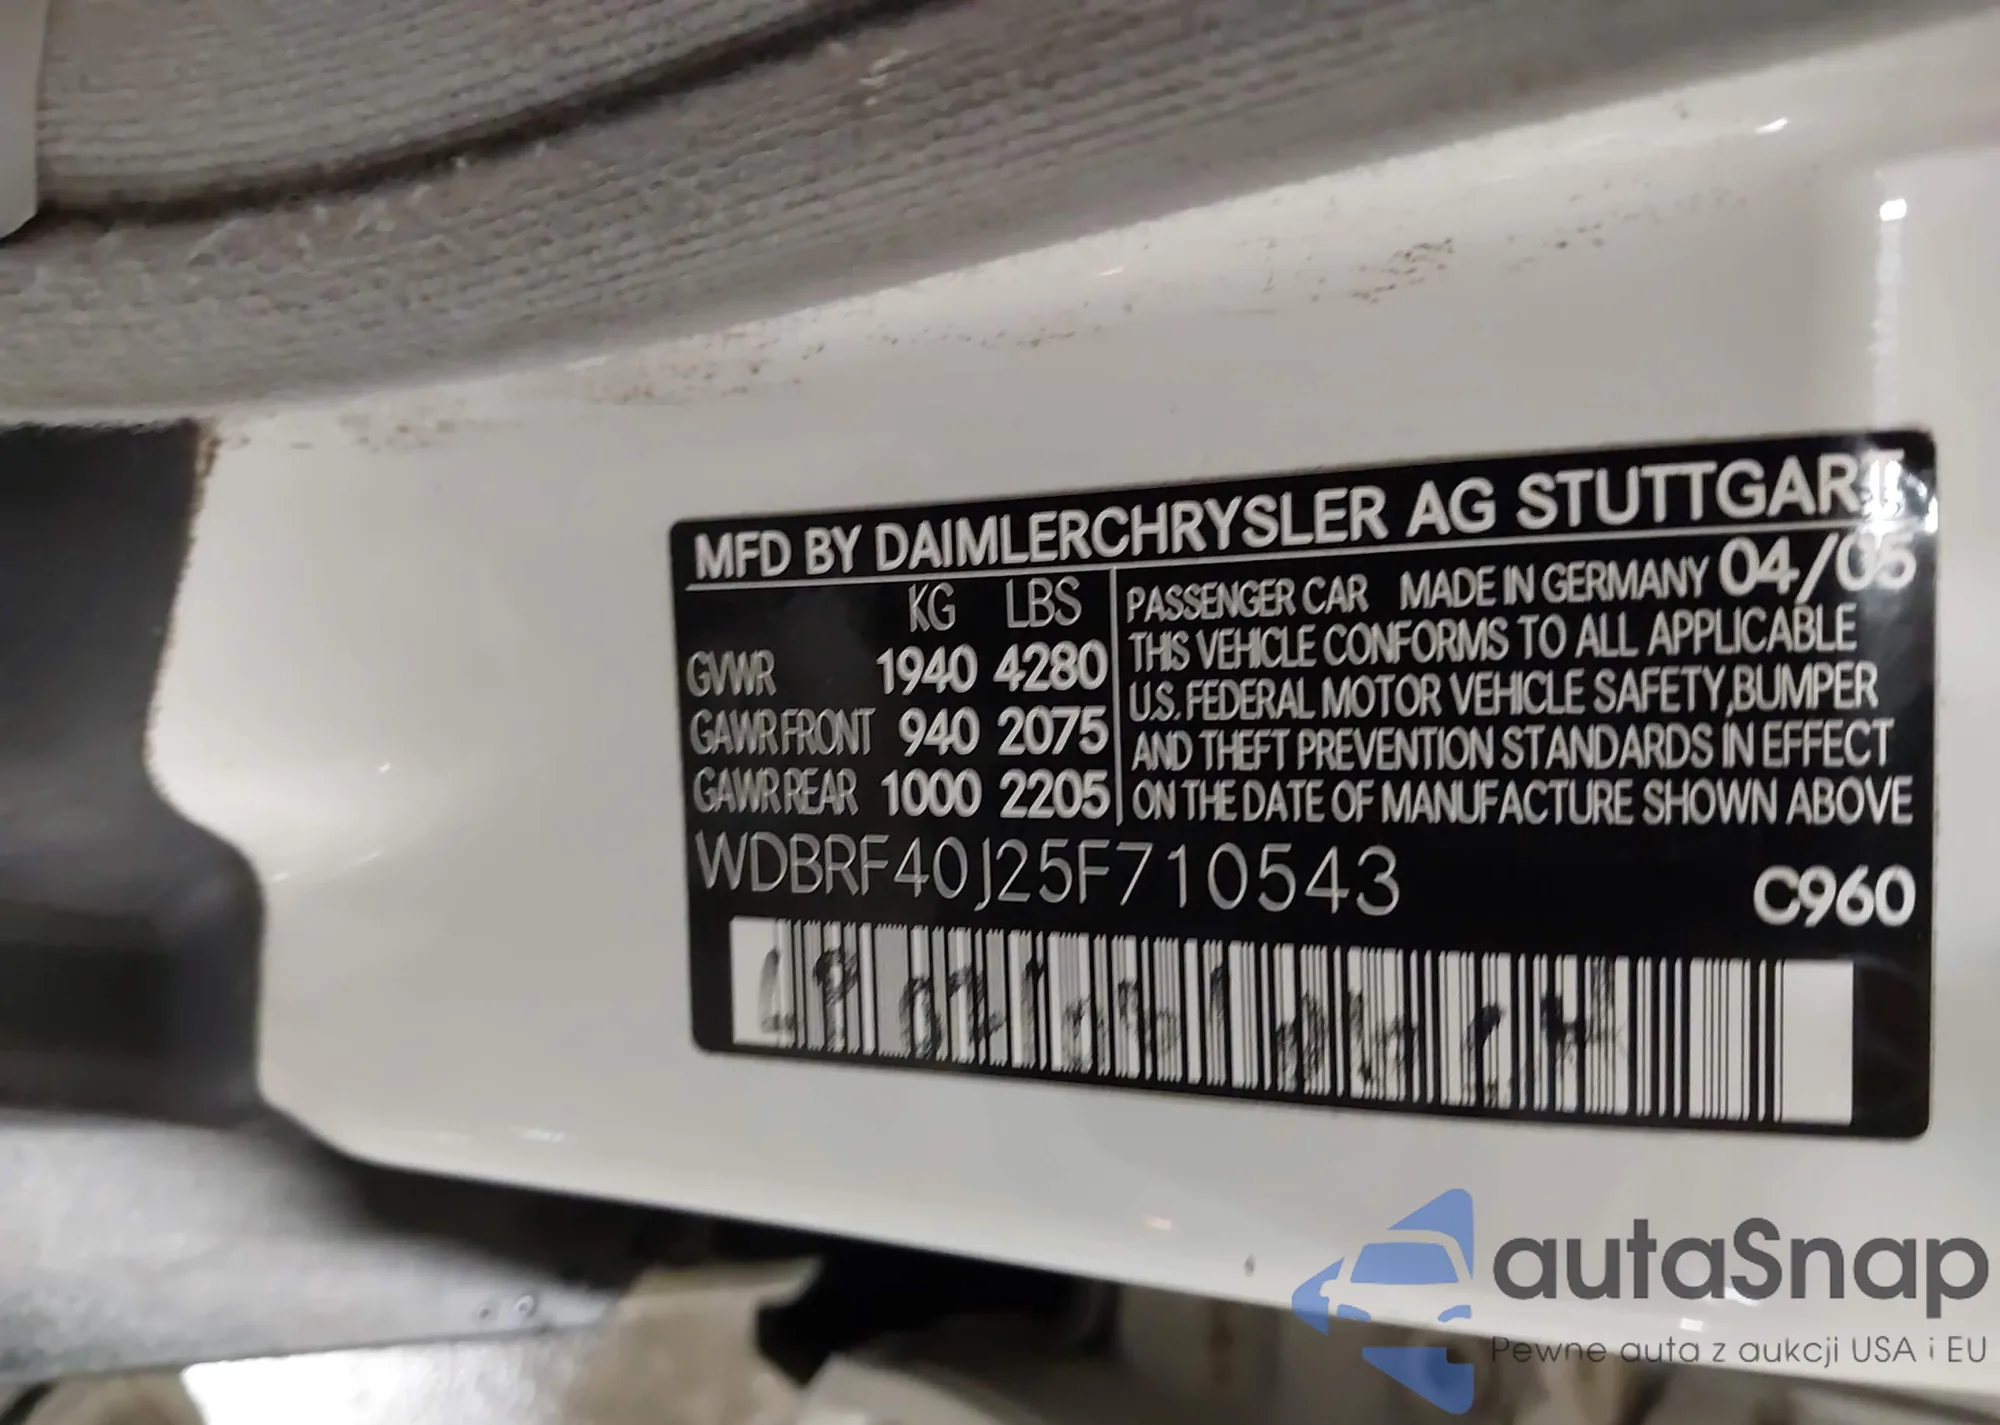 MFD BY DAIMLERCHRYSLER AG STUTTGART
KG LBS
GVWR 1940 4280
GAWR FRONT 940 2075
GAWR REAR 1000 2205
PASSENGER CAR MADE IN GERMANY 04/05
THIS VEHICLE CONFORMS TO ALL APPLICABLE
U.S. FEDERAL MOTOR VEHICLE SAFETY, BUMPER
AND THEFT PREVENTION STANDARDS IN EFFECT
ON THE DATE OF MANUFACTURE SHOWN ABOVE
WDBRF40J25F710543
C960
autaSnap
Pewne auta z aukcji USA i EU